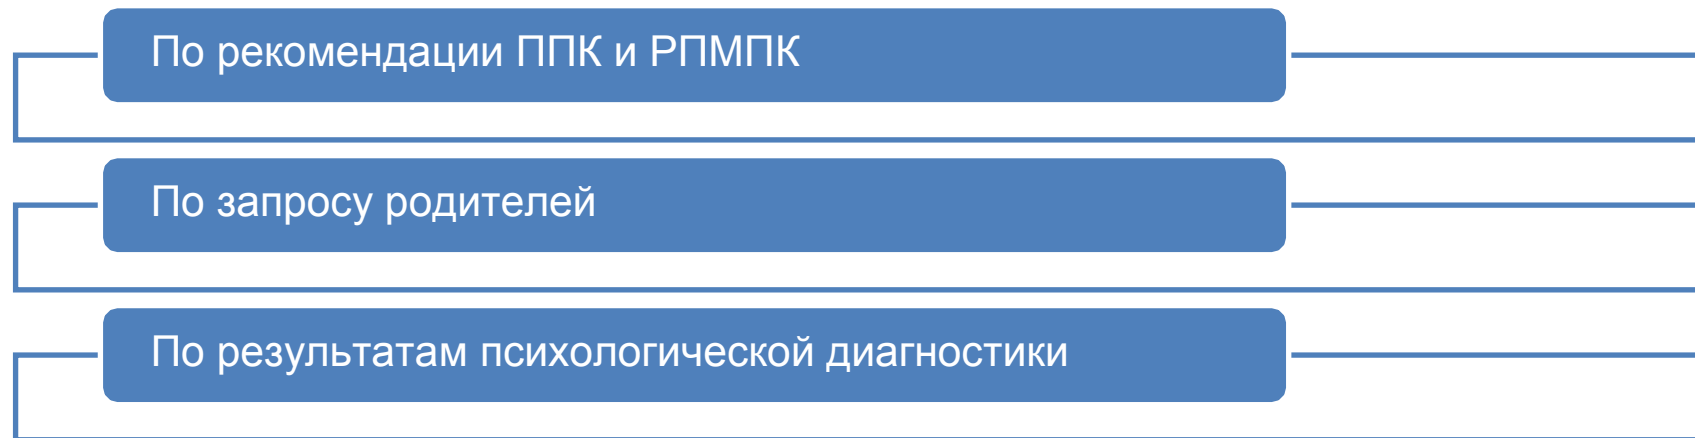 По рекомендации ППК и РПМПК
По запросу родителей
По результатам психологической диагностики